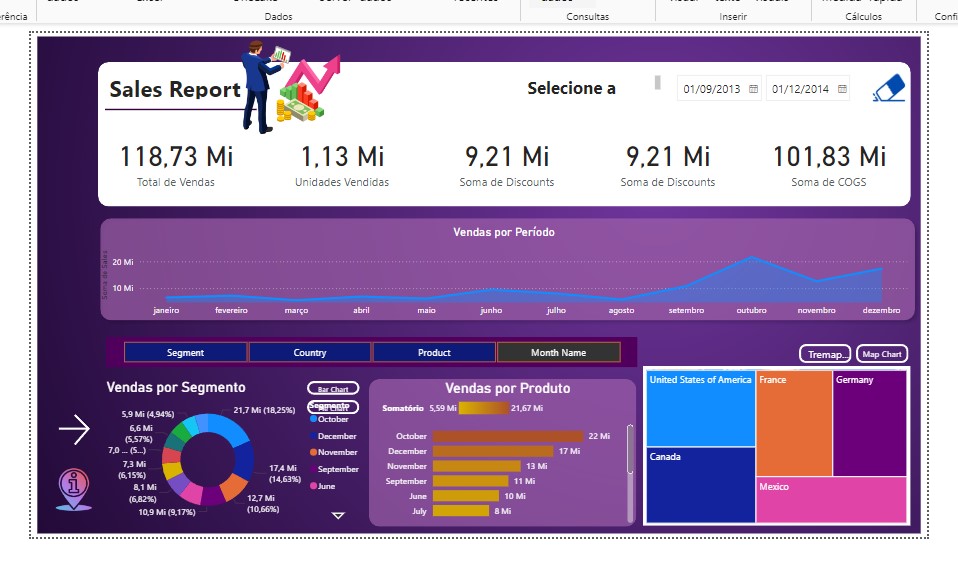 erência
Dados
Consultas
Inserir
Cálculos
Sales Report
Selecione a
01/09/2013
01/12/2014
118,73 Mi
Total de Vendas
1,13 Mi
Unidades Vendidas
9,21 Mi
Soma de Discounts
9,21 Mi
Soma de Discounts
101,83 Mi
Soma de COGS
Vendas por Período
Soma de Sales
20 Mi
10 Mi
janeiro fevereiro março abril maio junho julho agosto setembro outubro novembro dezembro
Segment
Country
Product
Month Name
Tremap...
Map Chart
Vendas por Segmento
Bar Chart
Segmento
October
December
November
September
June
5,9 Mi (4,94%)
6,6 Mi
(5,57%)
7,0 ... (5...)
7,3 Mi
(6,15%)
8,1 Mi
(6,82%)
10,9 Mi (9,17%)
21,7 Mi (18,25%)
17,4 Mi
(14,63%)
12,7 Mi
(10,66%)
Vendas por Produto
Somatório 5,59 Mi 21,67 Mi
October 22 Mi
December 17 Mi
November 13 Mi
September 11 Mi
June 10 Mi
July 8 Mi
United States of America
France
Germany
Canada
Mexico